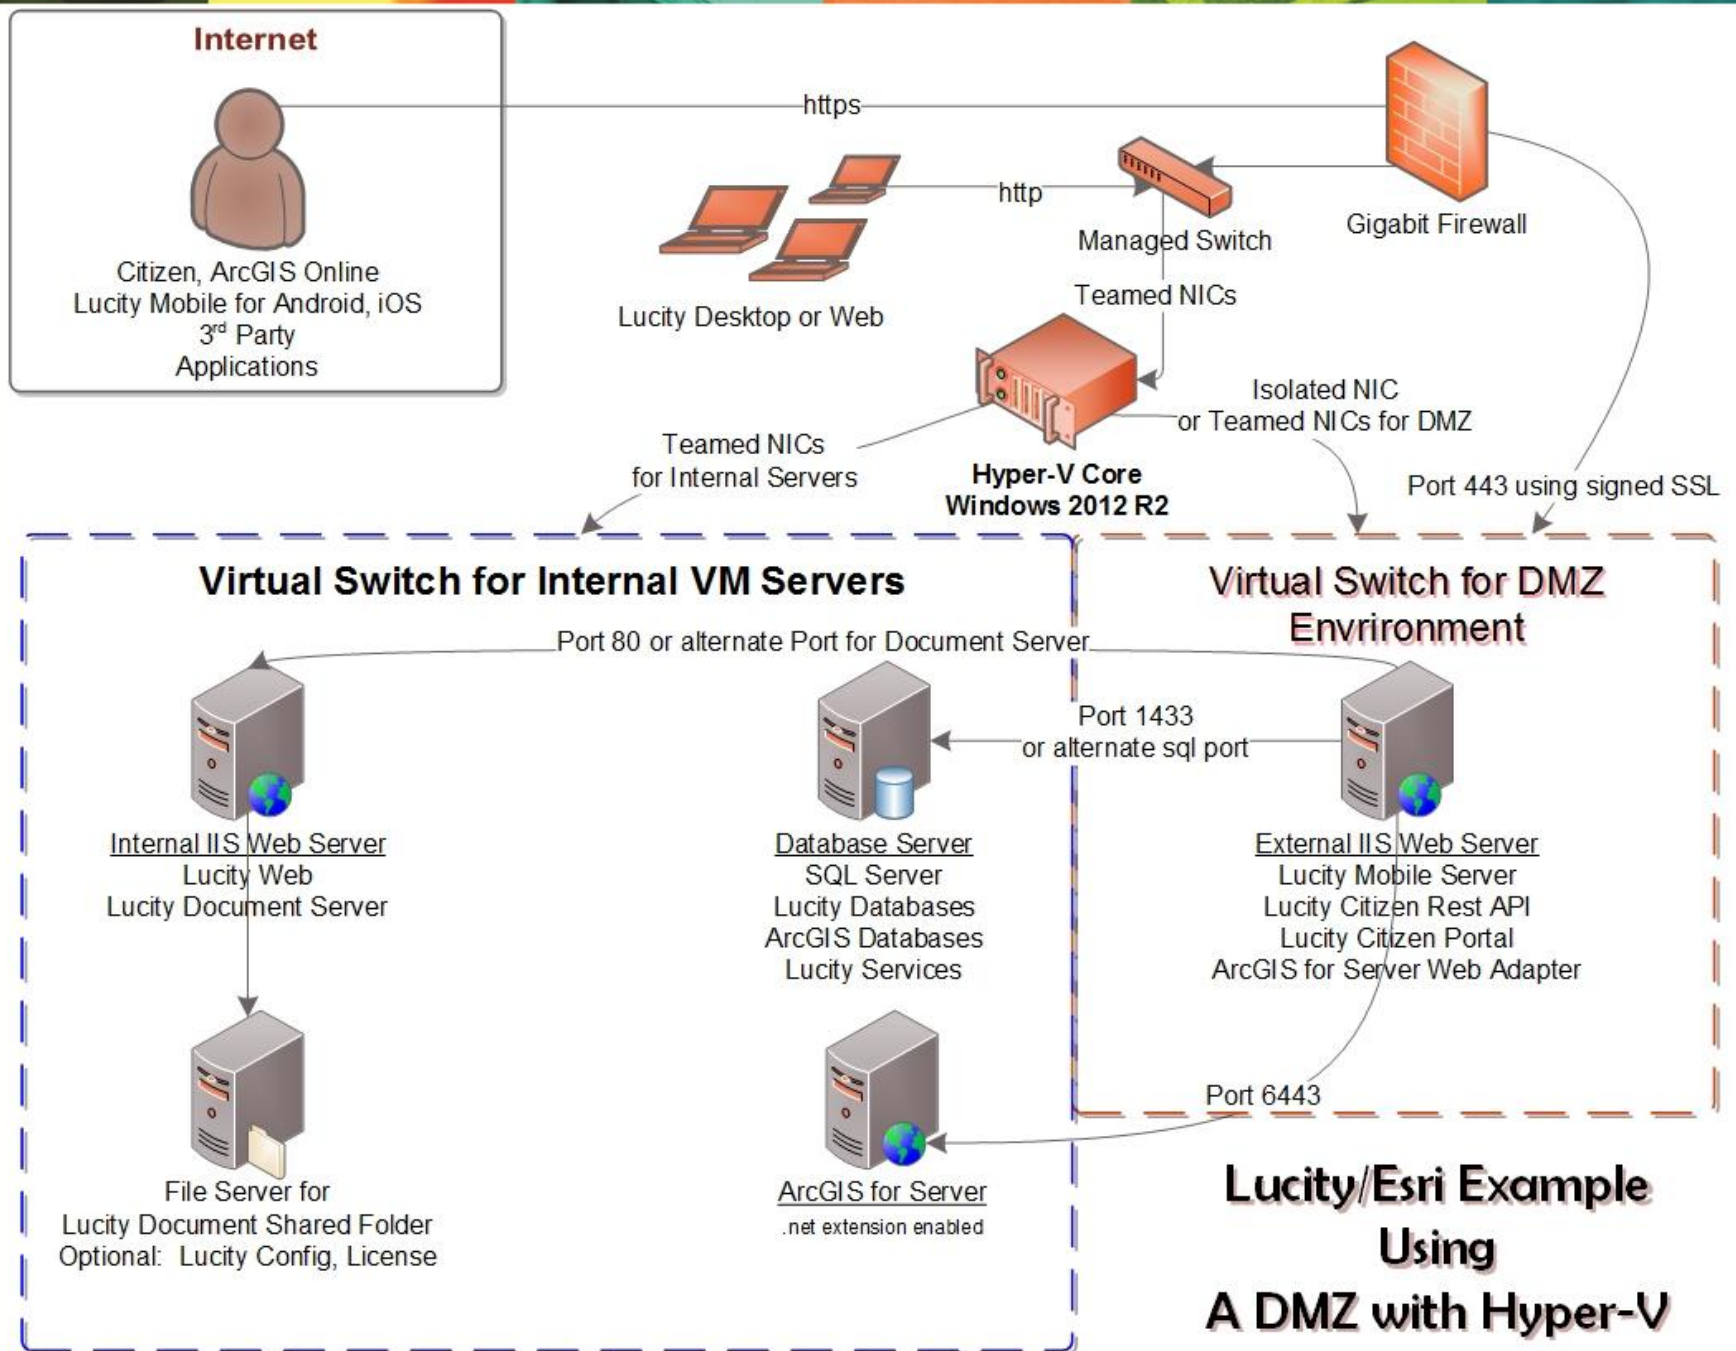 Internet
Citizen, ArcGIS Online
Lucity Mobile for Android, iOS
3rd Party
Applications
https
http
Lucity Desktop or Web
Managed Switch
Gigabit Firewall
Teamed NICs
Isolated NIC
or Teamed NICs for DMZ
Teamed NICs
for Internal Servers
Hyper-V Core
Windows 2012 R2
Port 443 using signed SSL
Virtual Switch for Internal VM Servers
Virtual Switch for DMZ
Envrironment
Port 80 or alternate Port for Document Server
Port 1433
or alternate sql port
Internal IIS Web Server
Lucity Web
Lucity Document Server
Database Server
SQL Server
Lucity Databases
ArcGIS Databases
Lucity Services
External IIS Web Server
Lucity Mobile Server
Lucity Citizen Rest API
Lucity Citizen Portal
ArcGIS for Server Web Adapter
Port 6443
File Server for
Lucity Document Shared Folder
Optional: Lucity Config, License
ArcGIS for Server
.net extension enabled
Lucity/Esri Example
Using
A DMZ with Hyper-V